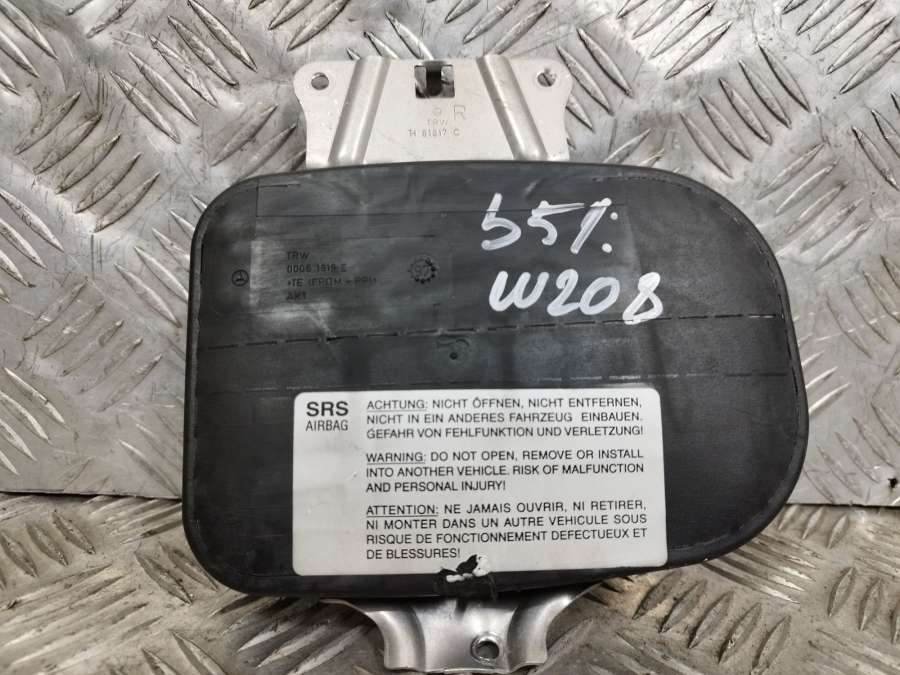 R
TRW
TRW
AK1
97
W208
SRS
AIRBAG
ACHTUNG: NICHT ÖFFNEN, NICHT ENTFERNEN,
NICHT IN EIN ANDERES FAHRZEUG EINBAUEN.
GEFAHR VON FEHLFUNKTION UND VERLETZUNG!
WARNING: DO NOT OPEN, REMOVE OR INSTALL
INTO ANOTHER VEHICLE. RISK OF MALFUNCTION
AND PERSONAL INJURY!
ATTENTION: NE JAMAIS OUVRIR, NI RETIRER,
NI MONTER DANS UN AUTRE VEHICULE SOUS
RISQUE DE FONCTIONNEMENT DEFECTUEUX ET
DE BLESSURES!